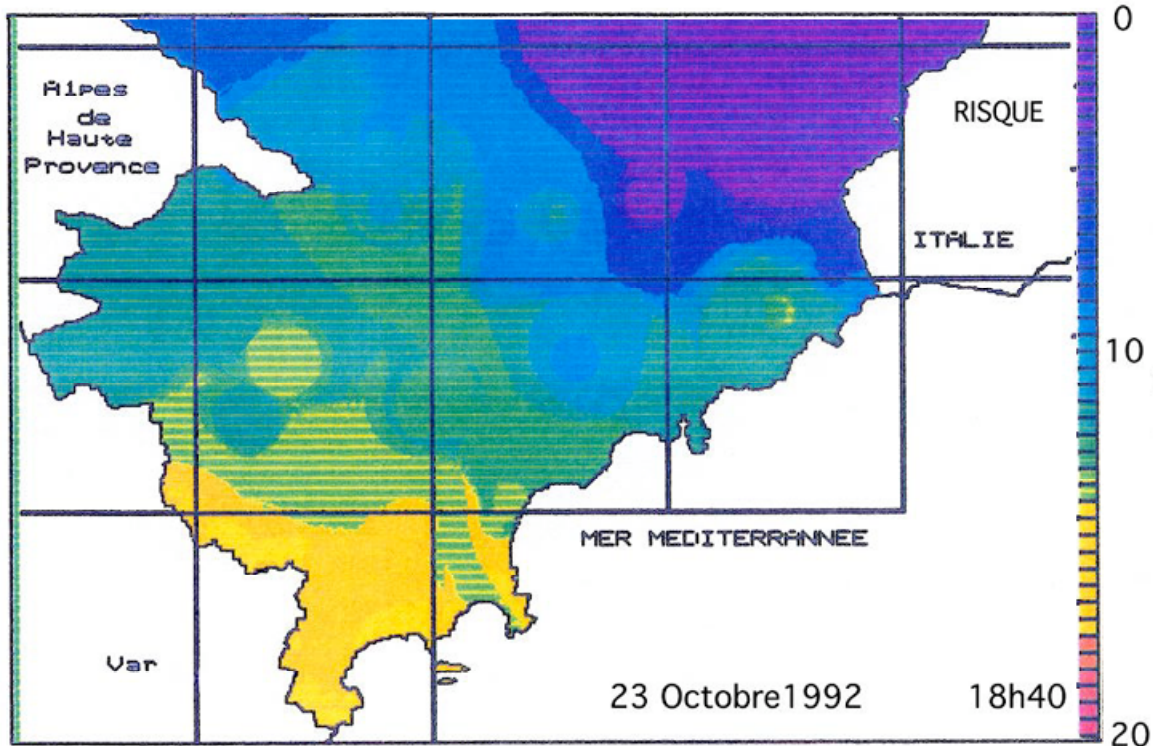 0
Alpes
de
Haute
Provence
RISQUE
ITALIE
10
MER MEDITERRANNEE
Var
23 Octobre1992
18h40
20